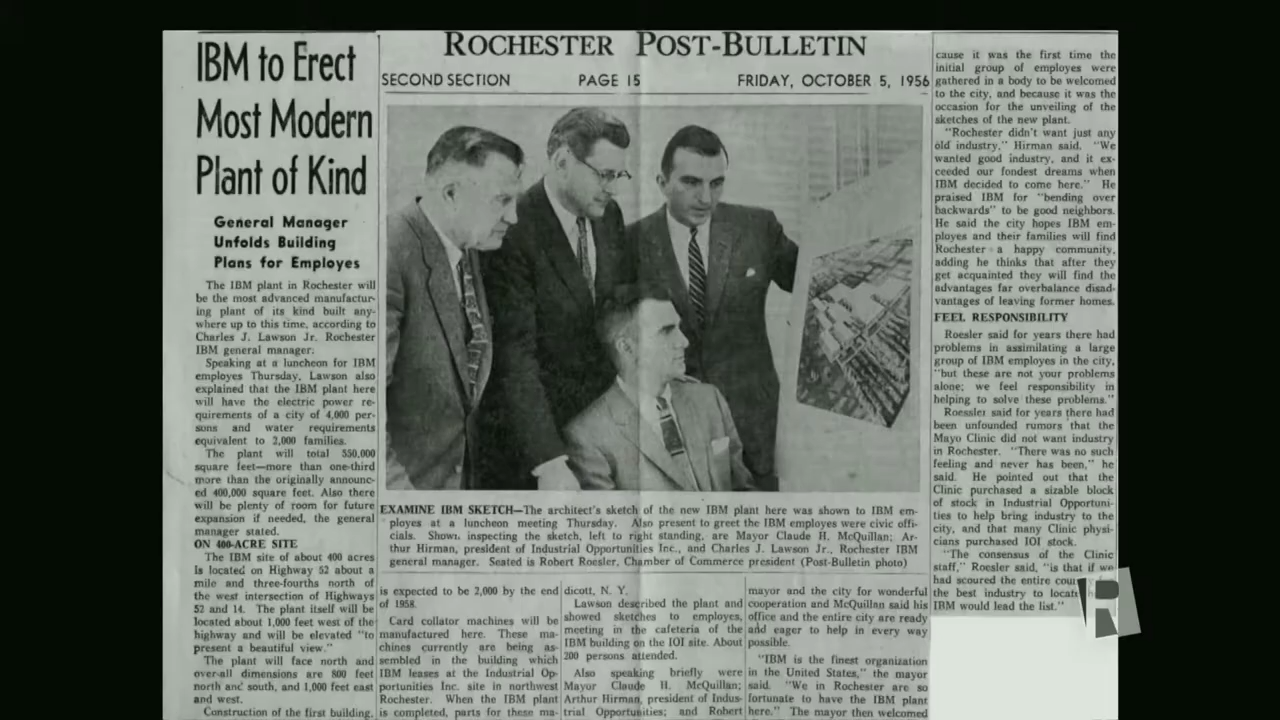 IBM to Erect
Most Modern
Plant of Kind
General Manager
Unfolds Building
Plans for Employes
The IBM plant in Rochester will
be the most advanced manufactur-
ing plant of its kind built any-
where up to this time, according to
Charles J. Lawson Jr. Rochester
IBM general manager.
Speaking at a luncheon for IBM
employes Thursday, Lawson also
explained that the IBM plant here
will have the electric power re-
quirements of a city of 4,000 per-
sons and water requirements
equivalent to 2,000 families.
The plant will total 550,000
square feet—more than one-third
more than the originally announc-
ed 400,000 square feet. Also there
will be plenty of room for future
expansion if needed, the general
manager stated.
ON 400-ACRE SITE
The IBM site of about 400 acres
is located on Highway 52 about a
mile and three-fourths north of
the west intersection of Highways
52 and 14. The plant itself will be
located about 1,000 feet west of the
highway and will be elevated "to
present a beautiful view."
The plant will face north and
over-all dimensions are 800 feet
north and south, and 1,000 feet east
and west.
Construction of the first building,
ROCHESTER POST-BULLETIN
SECOND SECTION PAGE 15 FRIDAY, OCTOBER 5, 1956
EXAMINE IBM SKETCH—The architect's sketch of the new IBM plant here was shown to IBM em-
ployes at a luncheon meeting Thursday. Also present to greet the IBM employes were civic offi-
cials. Shown inspecting the sketch, left to right standing, are Mayor Claude H. McQuillan; Ar-
thur Hirman, president of Industrial Opportunities Inc., and Charles J. Lawson Jr., Rochester IBM
general manager. Seated is Robert Roesler, Chamber of Commerce president (Post-Bulletin photo)
is expected to be 2,000 by the end
of 1958.
Card collator machines will be
manufactured here. These ma-
chines currently are being as-
sembled in the building which
IBM leases at the Industrial Op-
portunities Inc. site in northwest
Rochester. When the IBM plant
is completed, parts for these ma-
dicott, N. Y.
Lawson described the plant and
showed sketches to employes,
meeting in the cafeteria of the
IBM building on the IOI site. About
200 persons attended.
Also speaking briefly were
Mayor Claude H. McQuillan;
Arthur Hirman, president of Indus-
trial Opportunities; and Robert
mayor and the city for wonderful
cooperation and McQuillan said his
office and the entire city are ready
and eager to help in every way
possible.
"IBM is the finest organization
in the United States," the mayor
said. "We in Rochester are so
fortunate to have the IBM plant
here." The mayor then welcomed
cause it was the first time the
initial group of employes were
gathered in a body to be welcomed
to the city, and because it was the
occasion for the unveiling of the
sketches of the new plant.
"Rochester didn't want just any
old industry," Hirman said. "We
wanted good industry, and it ex-
ceeded our fondest dreams when
IBM decided to come here." He
praised IBM for "bending over
backwards" to be good neighbors.
He said the city hopes IBM em-
ployes and their families will find
Rochester a happy community,
adding he thinks that after they
get acquainted they will find the
advantages far overbalance disad-
vantages of leaving former homes.
FEEL RESPONSIBILITY
Roesler said for years there had
problems in assimilating a large
group of IBM employes in the city,
"but these are not your problems
alone; we feel responsibility in
helping to solve these problems."
Roessler said for years there had
been unfounded rumors that the
Mayo Clinic did not want industry
in Rochester. "There was no such
feeling and never has been," he
said. He pointed out that the
Clinic purchased a sizable block
of stock in Industrial Opportuni-
ties to help bring industry to the
city, and that many Clinic physi-
cians purchased IOI stock.
"The consensus of the Clinic
staff," Roesler said, "is that if we
had scoured the entire
the best industry to
IBM would lead the list."
R